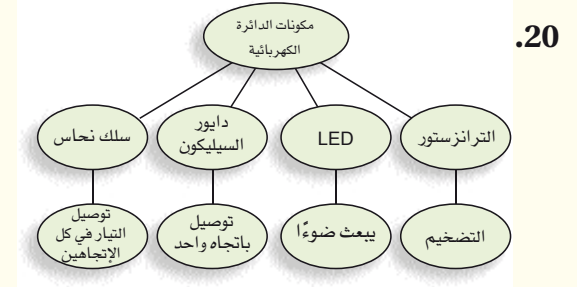 .20
مكونات الدائرة
الكهربائية
الترانزستور
LED
دايور
السيليكون
سلك نحاس
التضخيم
يبعث ضوءًا
توصيل
باتجاه واحد
توصيل
التيار في كل
الإتجاهين